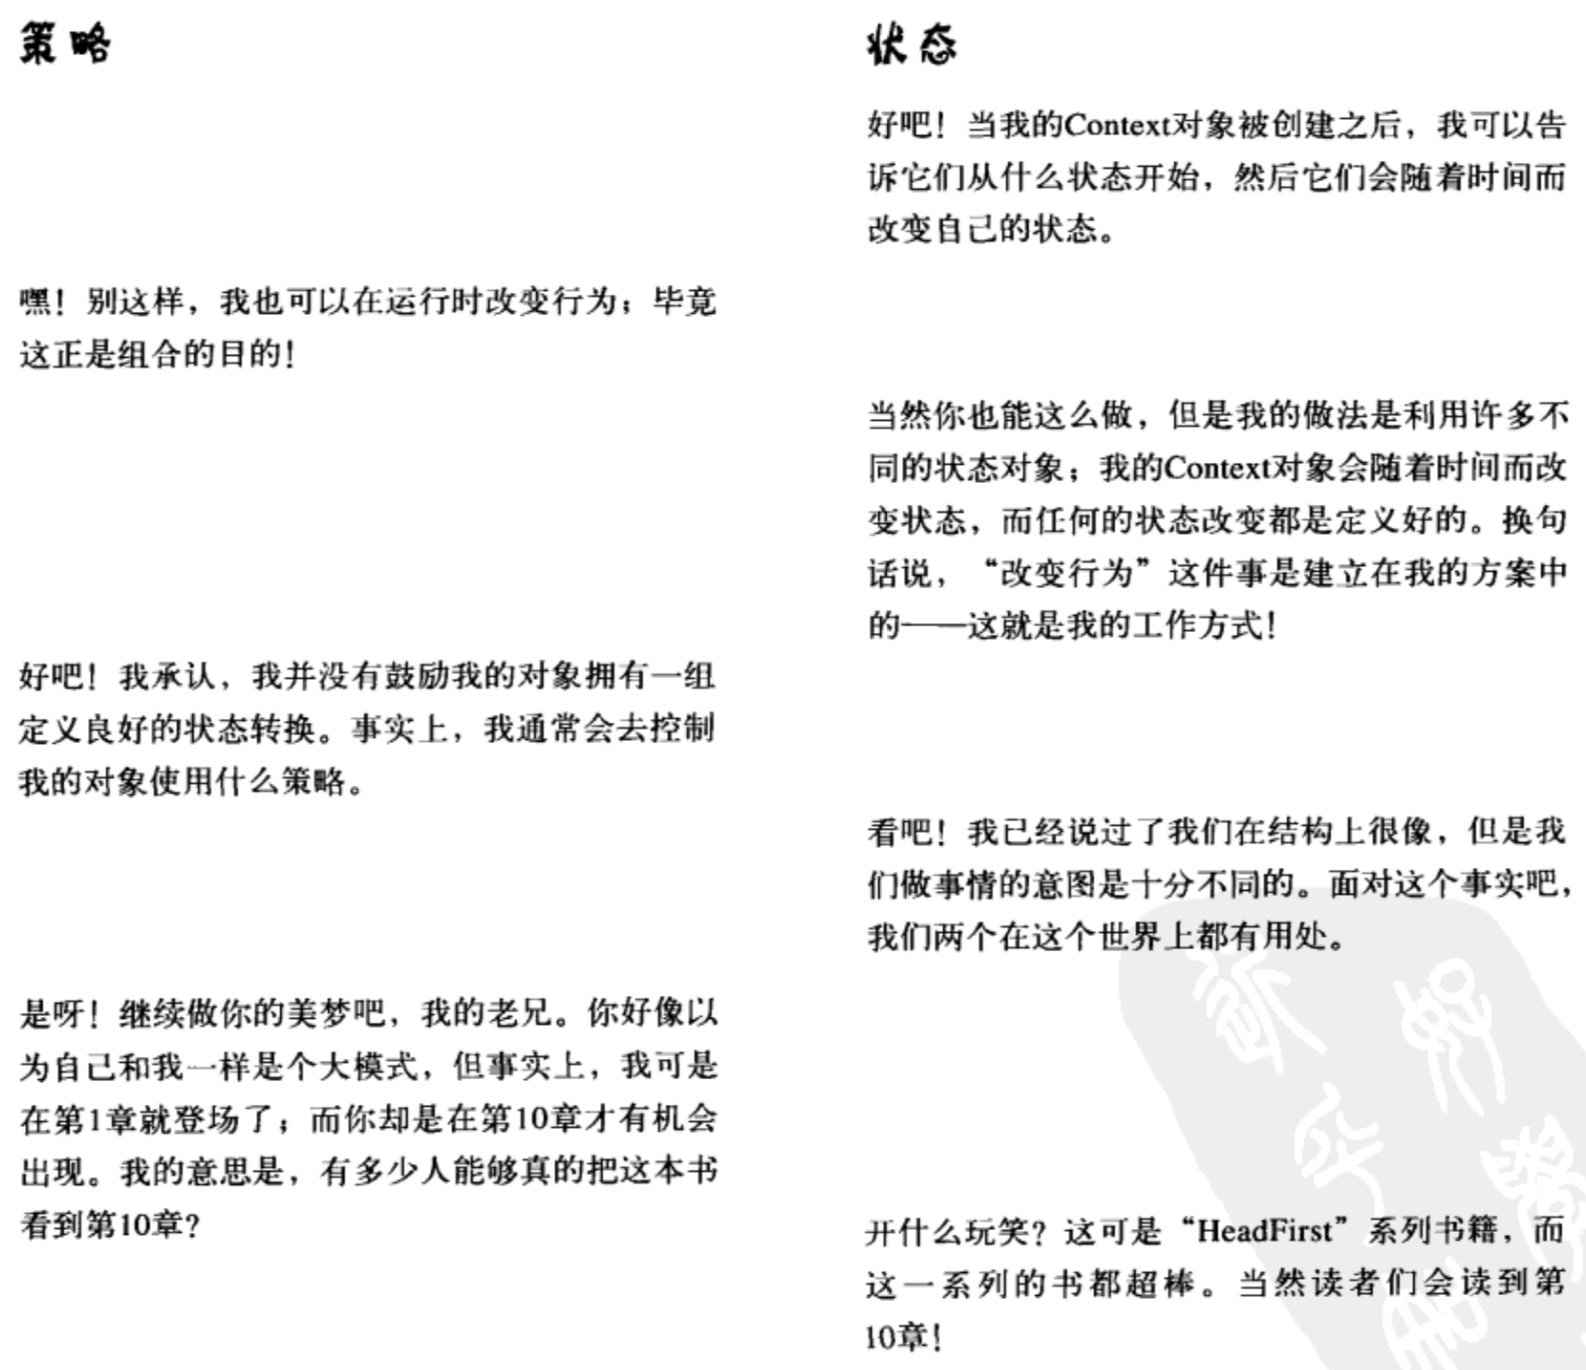 策略
状态
好吧！当我的Context对象被创建之后，我可以告
诉它们从什么状态开始，然后它们会随着时间而
改变自己的状态。
嘿！别这样，我也可以在运行时改变行为；毕竟
这正是组合的目的！
当然你也能这么做，但是我的做法是利用许多不
同的状态对象；我的Context对象会随着时间而改
变状态，而任何的状态改变都是定义好的。换句
话说，“改变行为”这件事是建立在我的方案中
的——这就是我的工作方式！
好吧！我承认，我并没有鼓励我的对象拥有一组
定义良好的状态转换。事实上，我通常会去控制
我的对象使用什么策略。
看吧！我已经说过了我们在结构上很像，但是我
们做事情的意图是十分不同的。面对这个事实吧，
我们两个在这个世界上都有用处。
是呀！继续做你的美梦吧，我的老兄。你好像以
为自己和我一样是个大模式，但事实上，我可是
在第1章就登场了；而你却是在第10章才有机会
出现。我的意思是，有多少人能够真的把这本书
看到第10章？
开什么玩笑？这可是“HeadFirst”系列书籍，而
这一系列的书都超棒。当然读者们会读到第
10章！